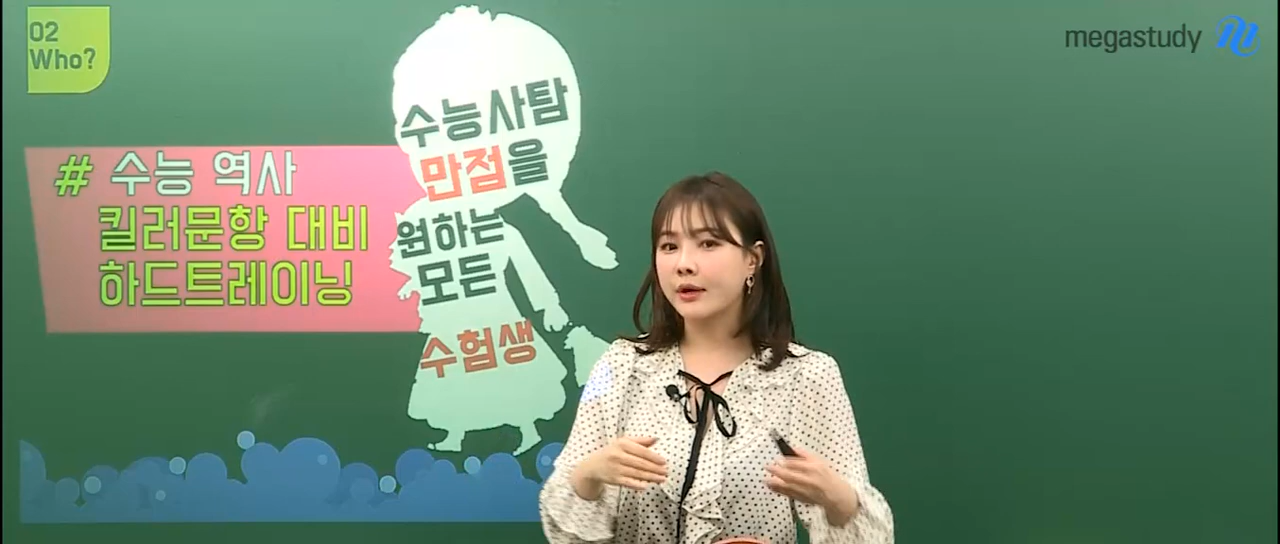 02
Who?
megastudy
# 수능 역사
킬러문항 대비
하드트레이닝
수능사탐
만점을
원하는
모든
수험생